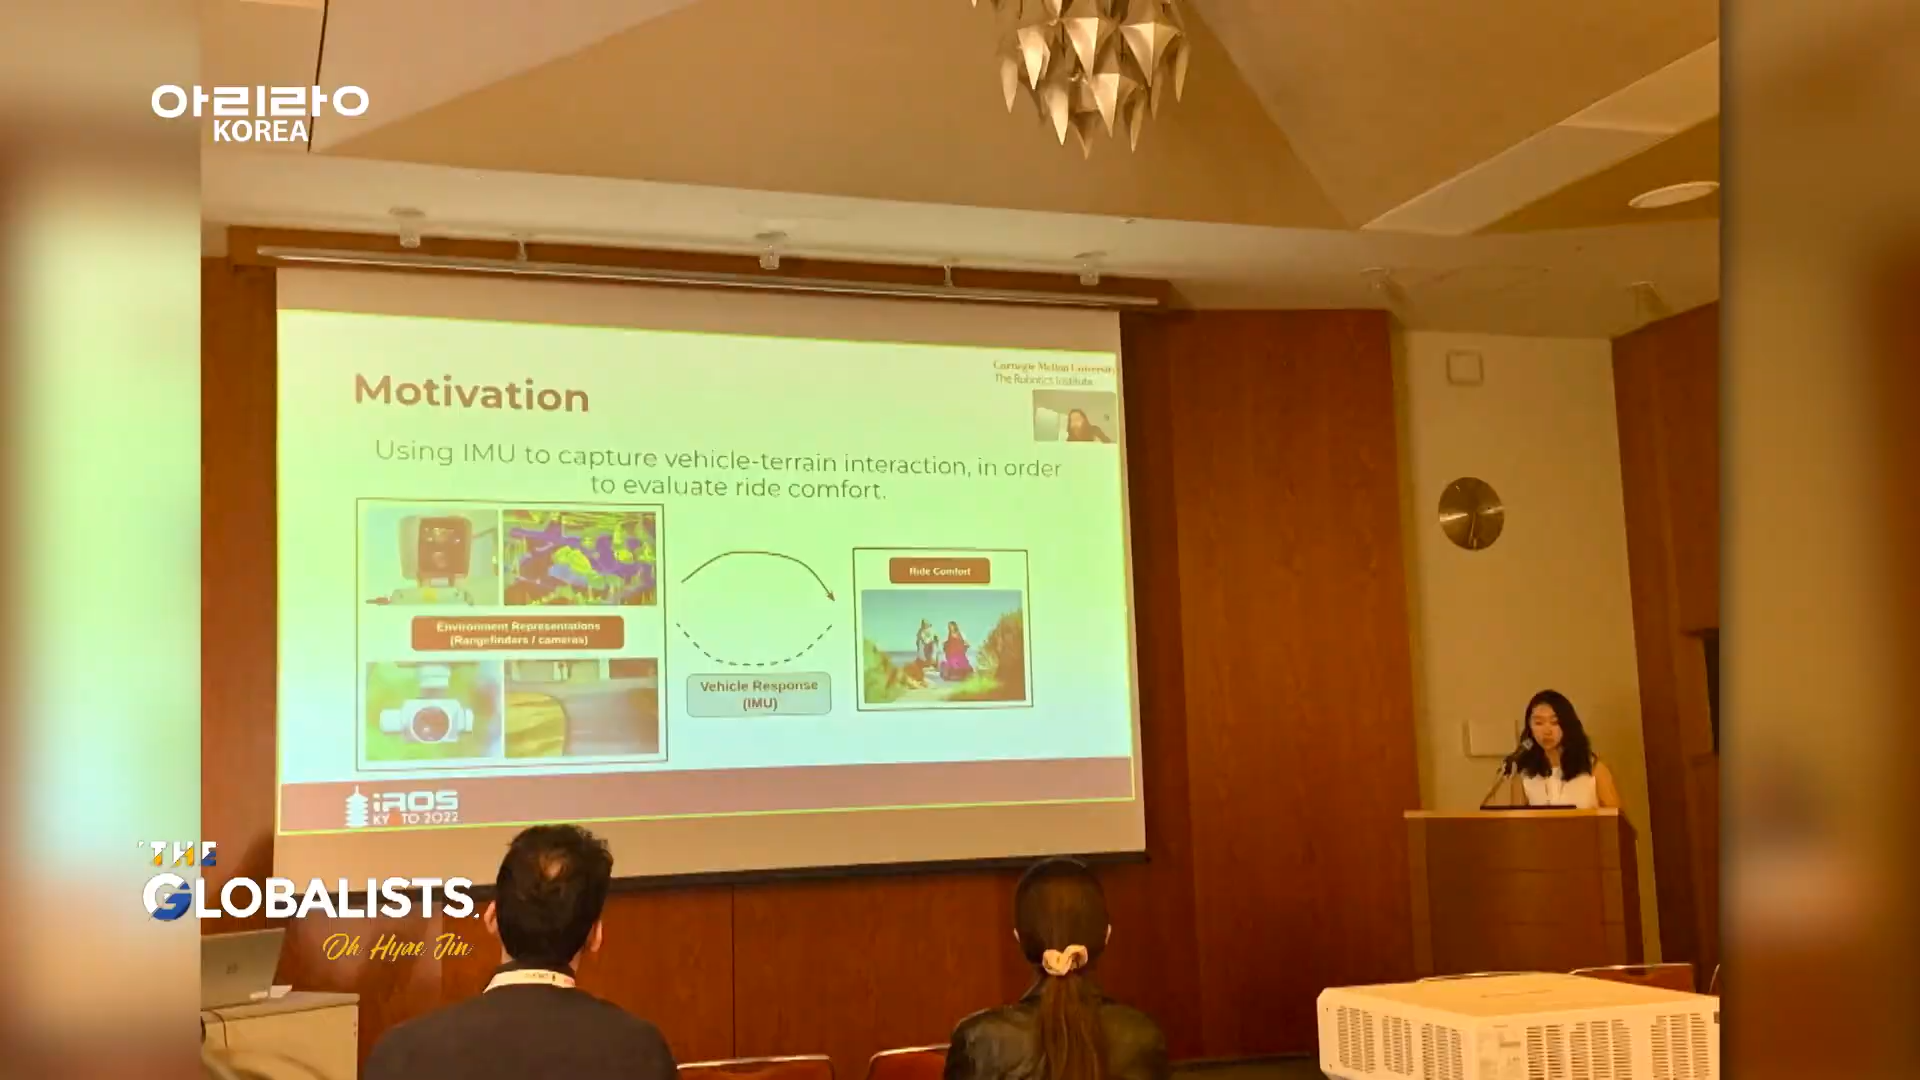 아리랑
KOREA
Carnegie Mellon University
The Robotics Institute
Motivation
Using IMU to capture vehicle-terrain interaction, in order
to evaluate ride comfort.
Ride Comfort
Environment Representations
(Rangefinders / cameras)
Vehicle Response
(IMU)
iROS
KYOTO 2022
THE
GLOBALISTS.
Oh Hyae Jin